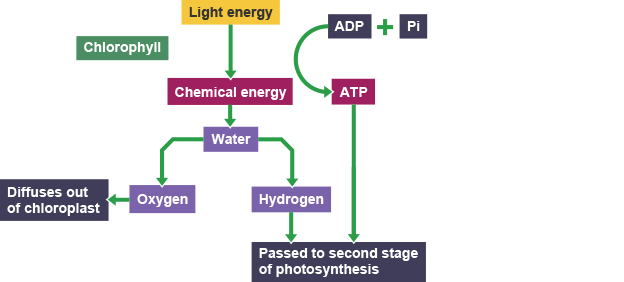 Light energy
ADP + Pi
Chlorophyll
Chemical energy
ATP
Water
Diffuses out
of chloroplast
Oxygen
Hydrogen
Passed to second stage
of photosynthesis